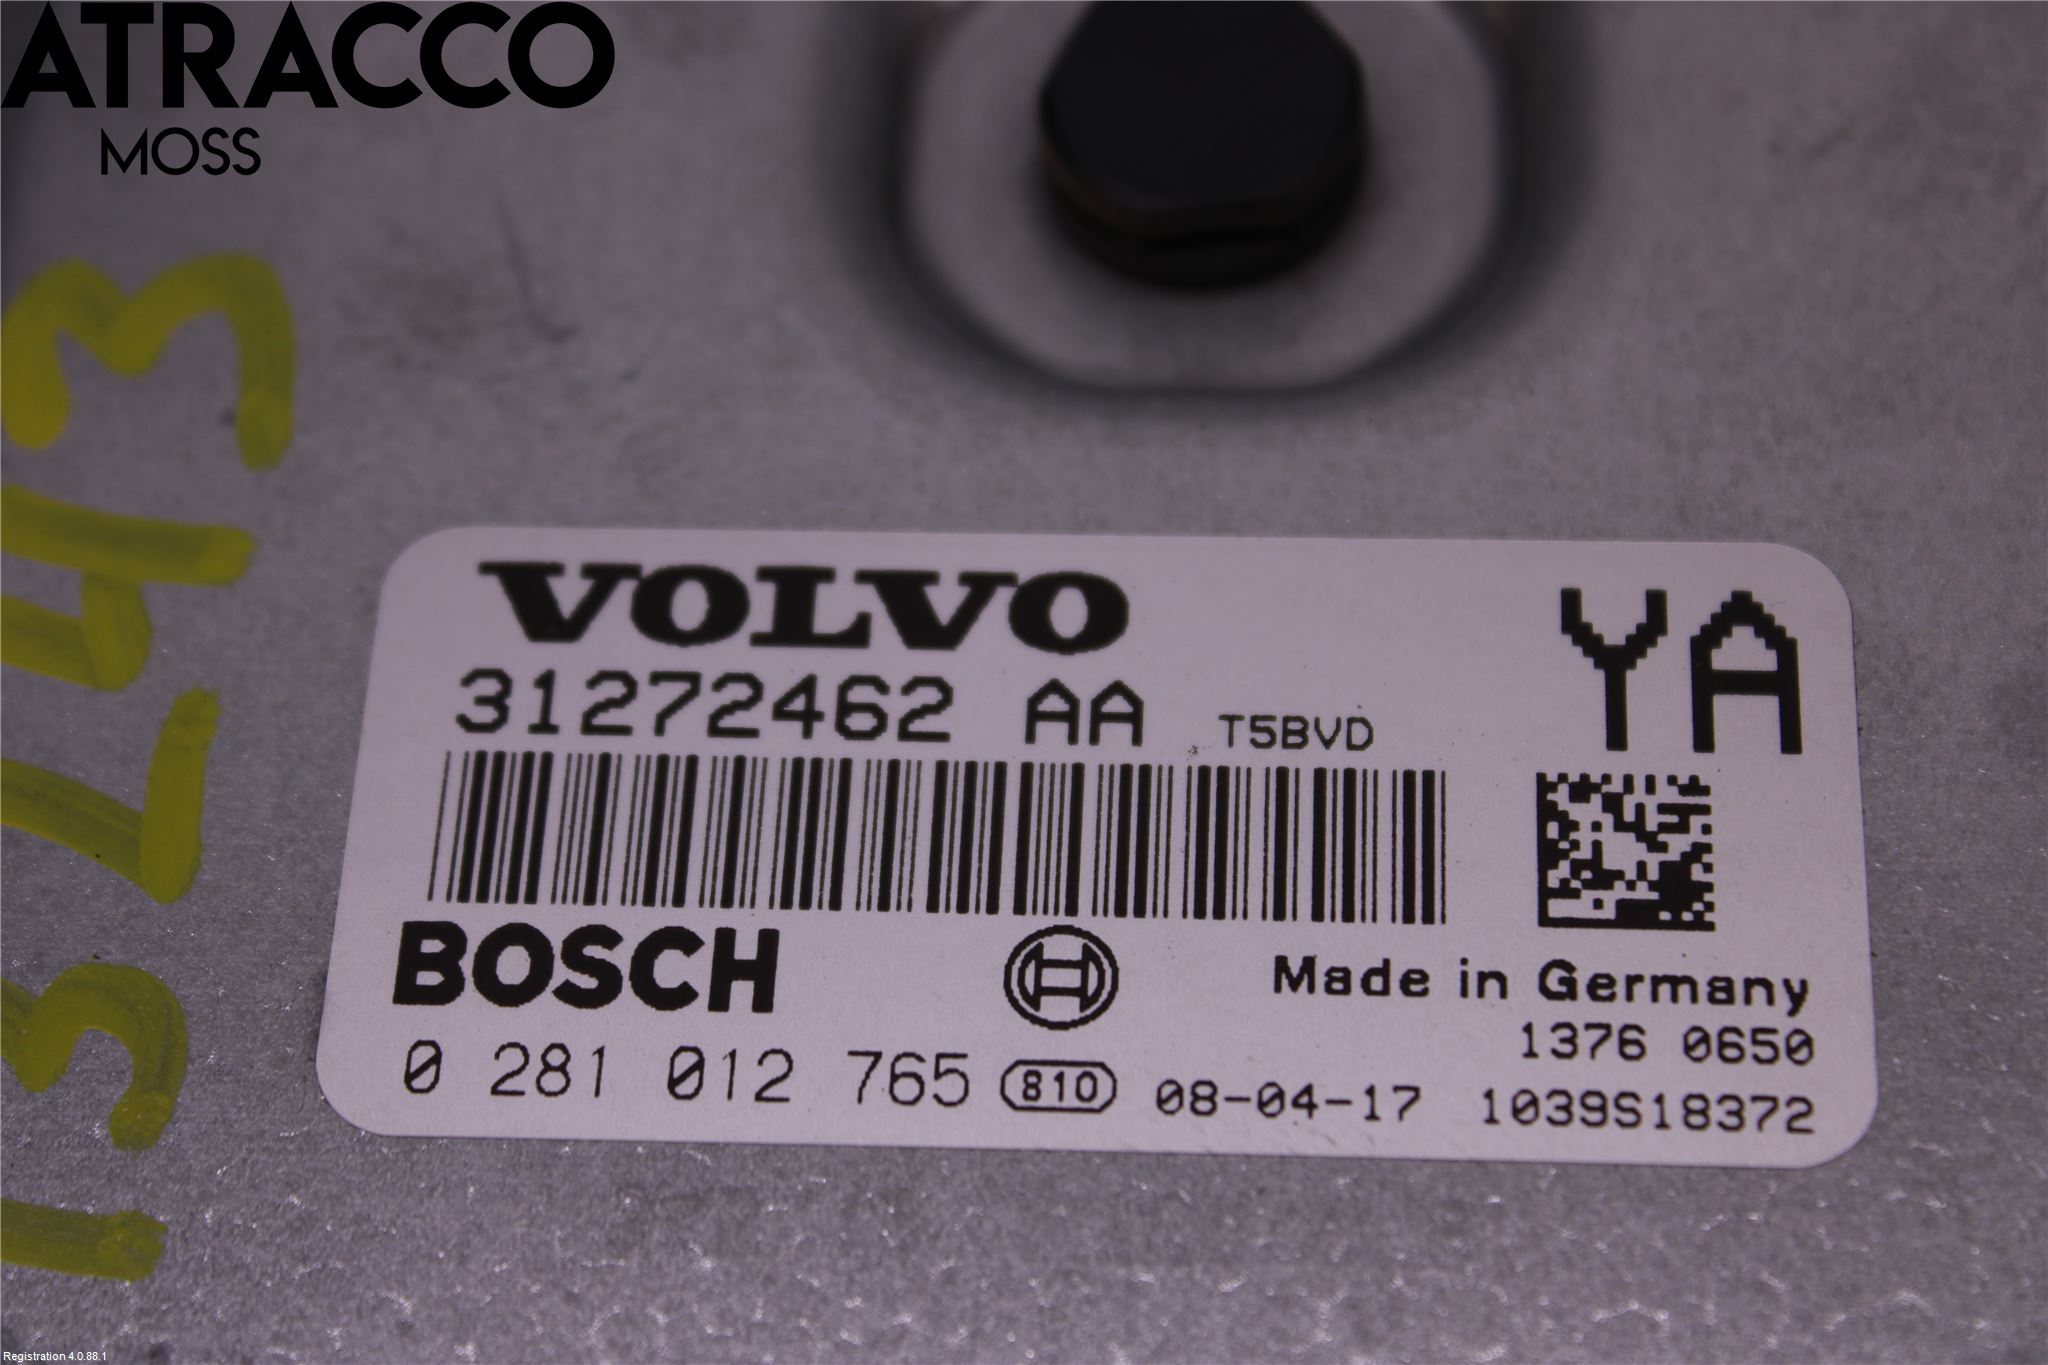 ATRACCO
MOSS
VOLVO
YA
31272462 AA T5BVD
BOSCH
Made in Germany
1376 0650
0 281 012 765 810 08-04-17 1039S18372
Registration 4.0.88.1